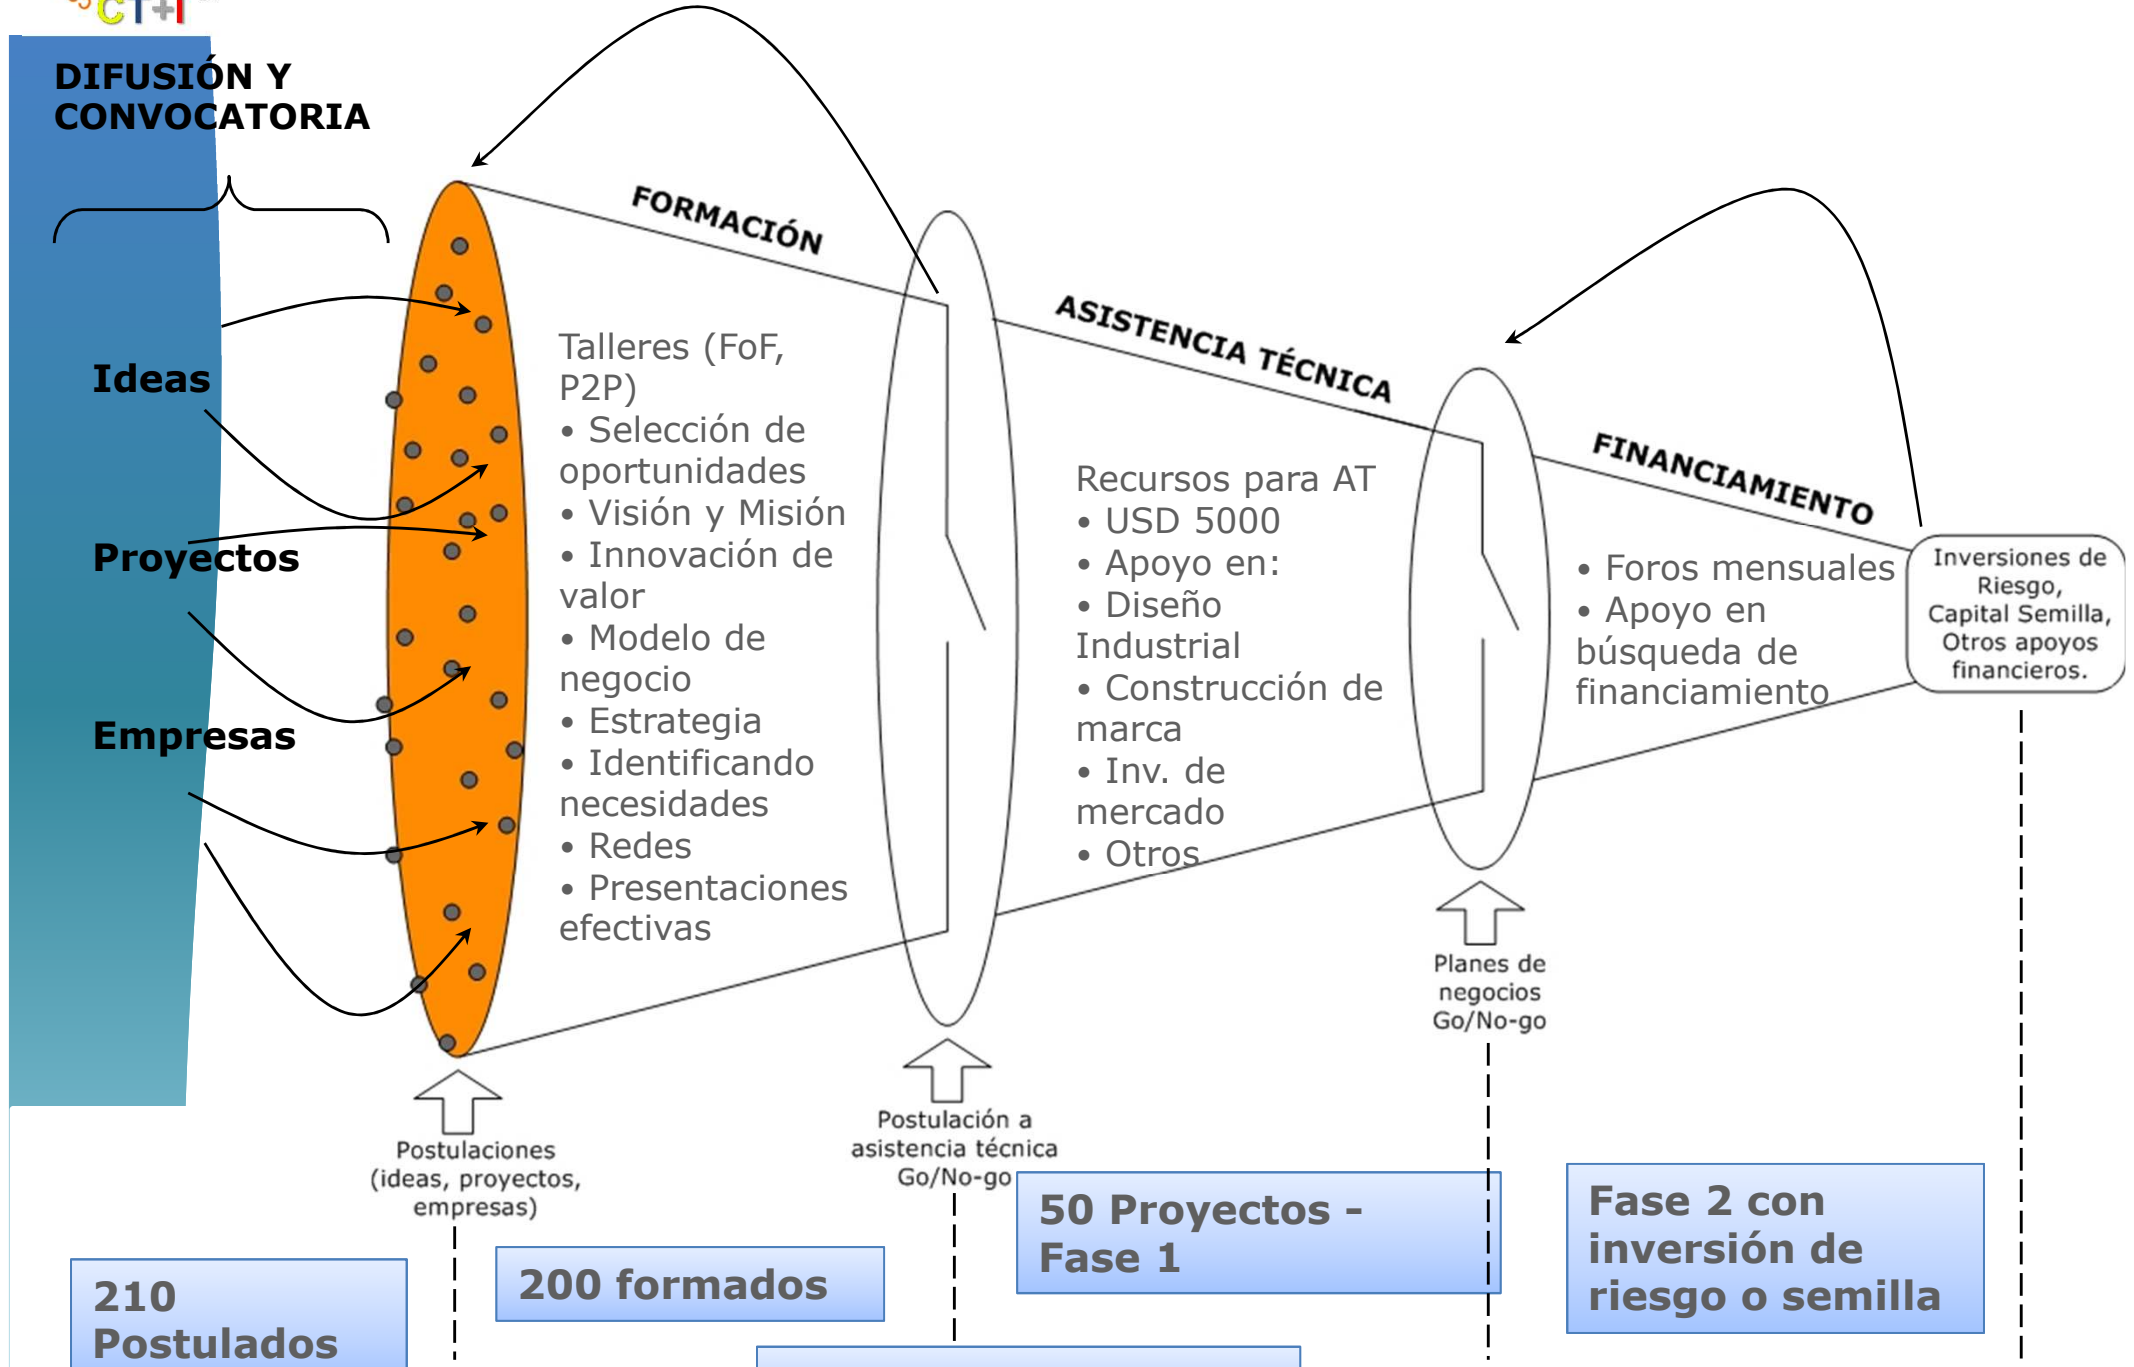 CT+I
DIFUSIÓN Y
CONVOCATORIA
Ideas
Proyectos
Empresas
FORMACIÓN
Talleres (FoF,
P2P)
• Selección de
oportunidades
• Visión y Misión
• Innovación de
valor
• Modelo de
negocio
• Estrategia
• Identificando
necesidades
• Redes
• Presentaciones
efectivas
ASISTENCIA TÉCNICA
Recursos para AT
• USD 5000
• Apoyo en:
• Diseño
Industrial
• Construcción de
marca
• Inv. de
mercado
• Otros
FINANCIAMIENTO
• Foros mensuales
• Apoyo en
búsqueda de
financiamiento
Inversiones de
Riesgo,
Capital Semilla,
Otros apoyos
financieros.
Postulaciones
(ideas, proyectos,
empresas)
Postulación a
asistencia técnica
Go/No-go
Planes de
negocios
Go/No-go
210
Postulados
200 formados
50 Proyectos -
Fase 1
Fase 2 con
inversión de
riesgo o semilla